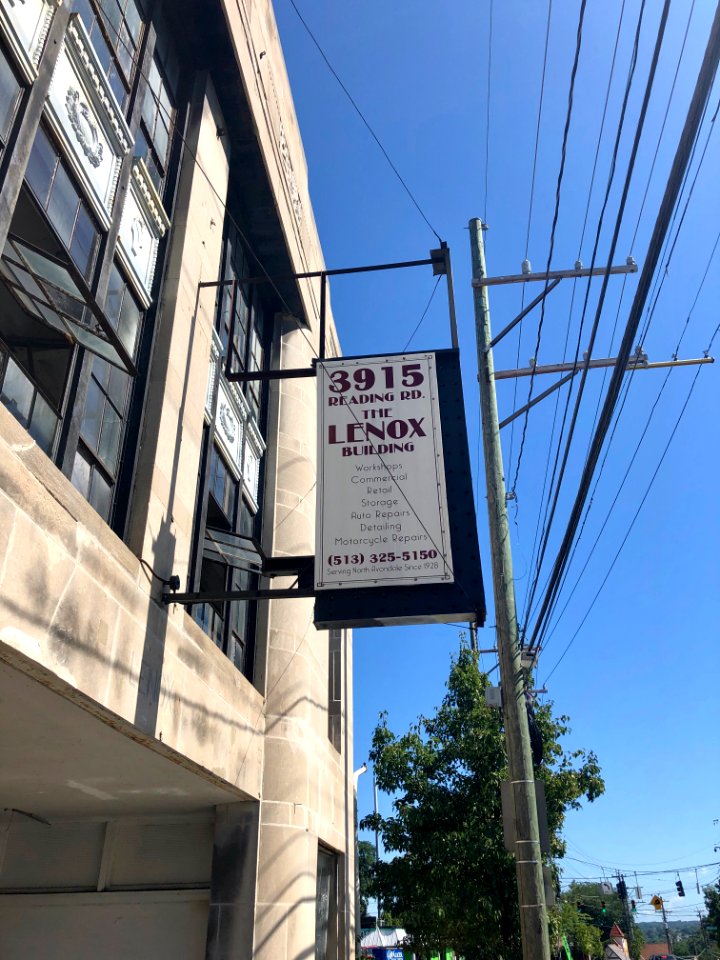 3915
READING RD.
THE
LENOX
BUILDING
Workshops
Commercial
Retail
Storage
Auto Repairs
Detailing
Motorcycle Repairs
(513) 325-5150
Serving North Avondale Since 1928